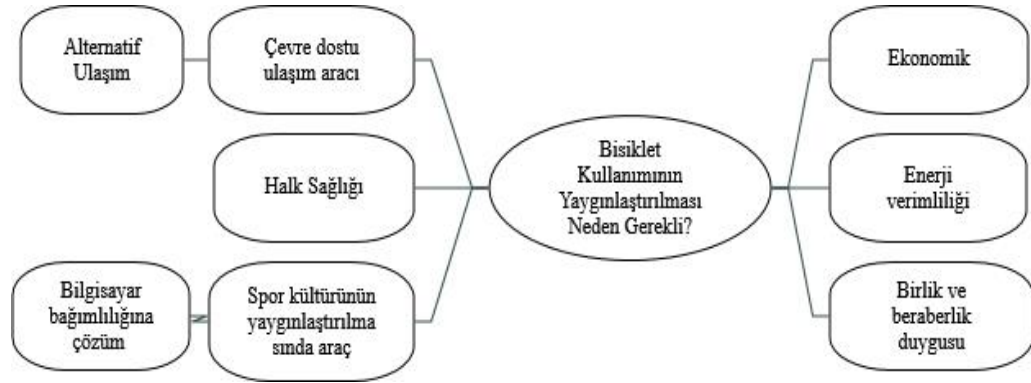 Alternatif
Ulaşım
Çevre dostu
ulaşım aracı
Halk Sağlığı
Bilgisayar
bağımlılığına
çözüm
Spor kültürünün
yaygınlaştırılma
sında araç
Bisiklet
Kullanımının
Yaygınlaştırılması
Neden Gerekli?
Ekonomik
Enerji
verimliliği
Birlik ve
beraberlik
duygusu